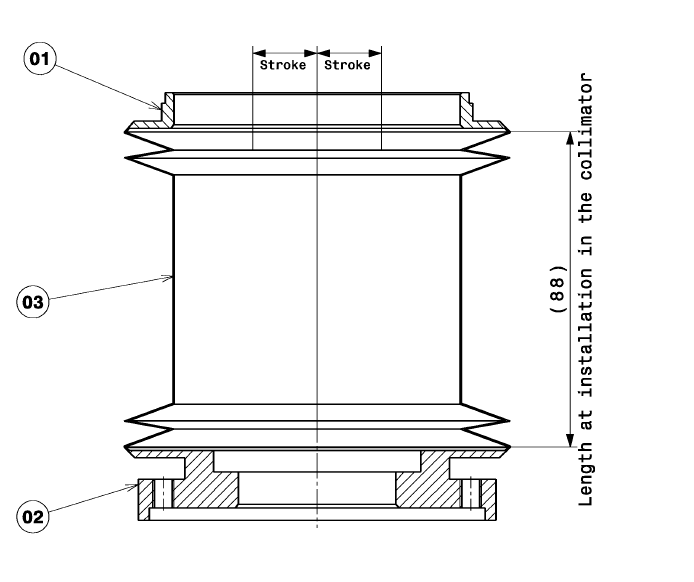 01
Stroke Stroke
03
(88)
Length at installation in the collimator
02